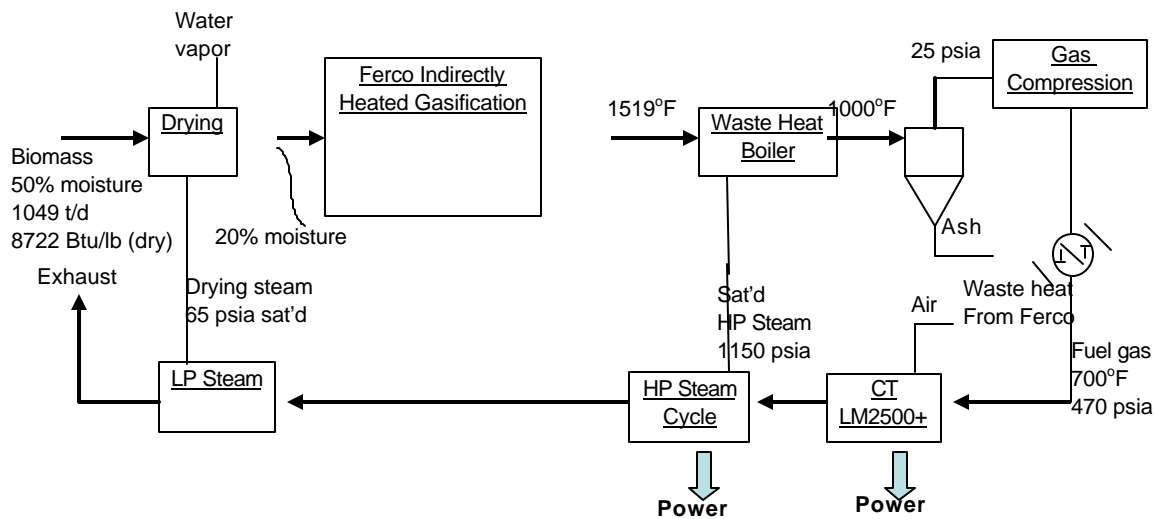 Water
vapor
Drying
Biomass
50% moisture
1049 t/d
8722 Btu/lb (dry)
20% moisture
Ferco Indirectly
Heated Gasification
1519°F
Waste Heat
Boiler
1000°F
25 psia
Gas
Compression
Ash
Waste heat
From Ferco
Fuel gas
700°F
470 psia
Air
CT
LM2500+
Power
Sat'd
HP Steam
1150 psia
HP Steam
Cycle
Power
Drying steam
65 psia sat'd
LP Steam
Exhaust